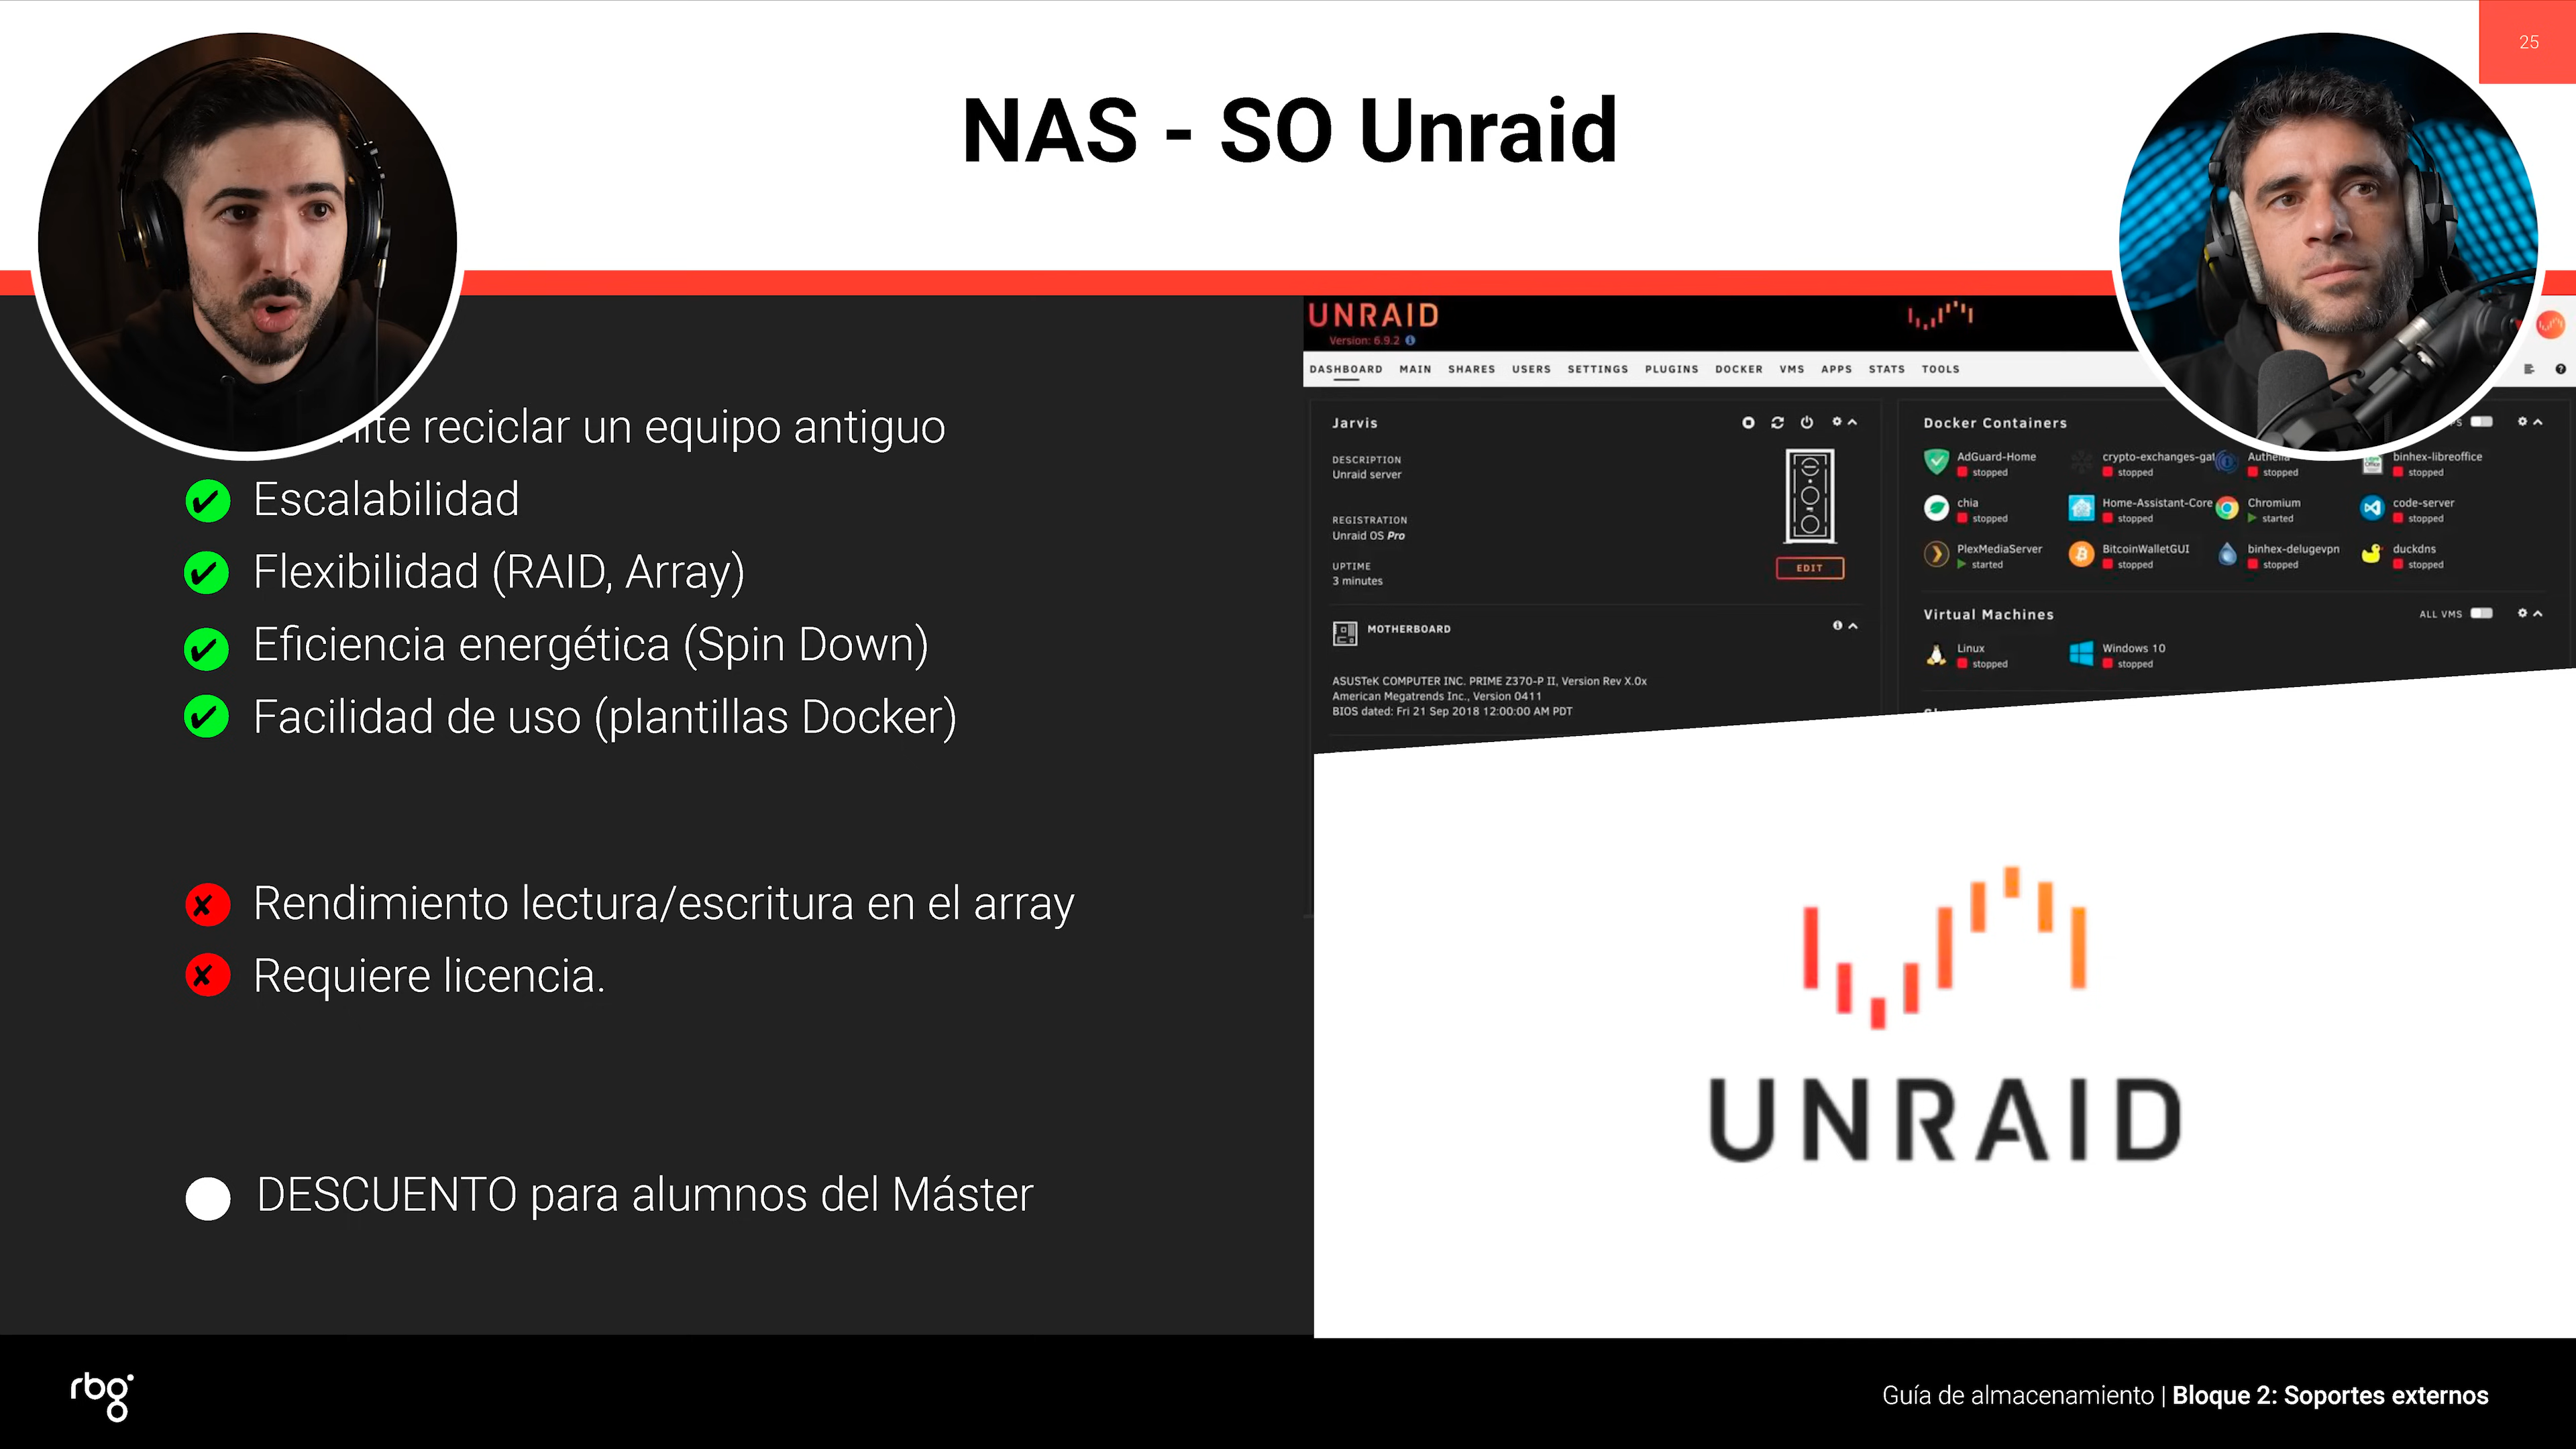 25
NAS - SO Unraid
reciclar un equipo antiguo
Escalabilidad
Flexibilidad (RAID, Array)
Eficiencia energética (Spin Down)
Facilidad de uso (plantillas Docker)
Rendimiento lectura/escritura en el array
Requiere licencia.
DESCUENTO para alumnos del Máster
UNRAID
Version: 6.9.2
DASHBOARD MAIN SHARES USERS SETTINGS PLUGINS DOCKER VMS APPS STATS TOOLS
Jarvis
DESCRIPTION
Unraid server
REGISTRATION
Unraid OS Pro
UPTIME
3 minutes
EDIT
MOTHERBOARD
ASUSTeK COMPUTER INC. PRIME Z370-P II, Version Rev X.0x
American Megatrends Inc., Version 0411
BIOS dated: Fri 21 Sep 2018 12:00:00 AM PDT
Docker Containers
AdGuard-Home crypto-exchanges-gat Authelia binhex-libreoffice
stopped stopped stopped stopped
chia Home-Assistant-Core Chromium code-server
stopped stopped started stopped
PlexMediaServer BitcoinWalletGUI binhex-delugevpn duckdns
started stopped stopped stopped
Virtual Machines ALL VMS
Linux Windows 10
stopped stopped
UNRAID
rbg
Guía de almacenamiento | Bloque 2: Soportes externos